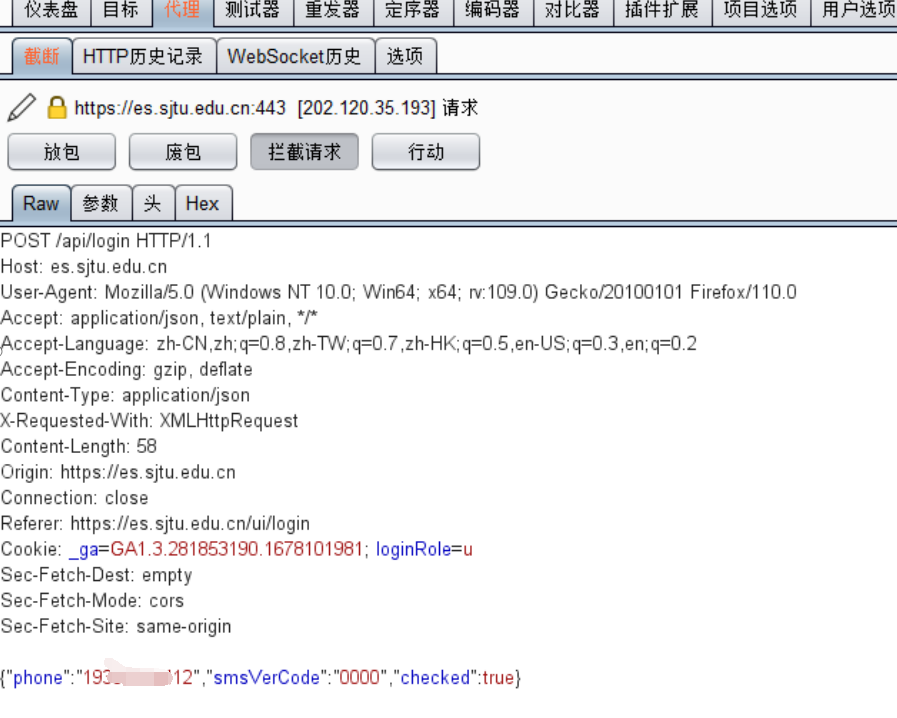 仪表盘 目标 代理 测试器 重发器 定序器 编码器 对比器 插件扩展 项目选项 用户选项
截断 HTTP历史记录 WebSocket历史 选项
https://es.sjtu.edu.cn:443 [202.120.35.193] 请求
放包 废包 拦截请求 行动
Raw 参数 头 Hex
POST /api/login HTTP/1.1
Host: es.sjtu.edu.cn
User-Agent: Mozilla/5.0 (Windows NT 10.0; Win64; x64; rv:109.0) Gecko/20100101 Firefox/110.0
Accept: application/json, text/plain, */*
Accept-Language: zh-CN,zh;q=0.8,zh-TW;q=0.7,zh-HK;q=0.5,en-US;q=0.3,en;q=0.2
Accept-Encoding: gzip, deflate
Content-Type: application/json
X-Requested-With: XMLHttpRequest
Content-Length: 58
Origin: https://es.sjtu.edu.cn
Connection: close
Referer: https://es.sjtu.edu.cn/ui/login
Cookie: _ga=GA1.3.281853190.1678101981; loginRole=u
Sec-Fetch-Dest: empty
Sec-Fetch-Mode: cors
Sec-Fetch-Site: same-origin
{"phone":"193 12","smsVerCode":"0000","checked":true}